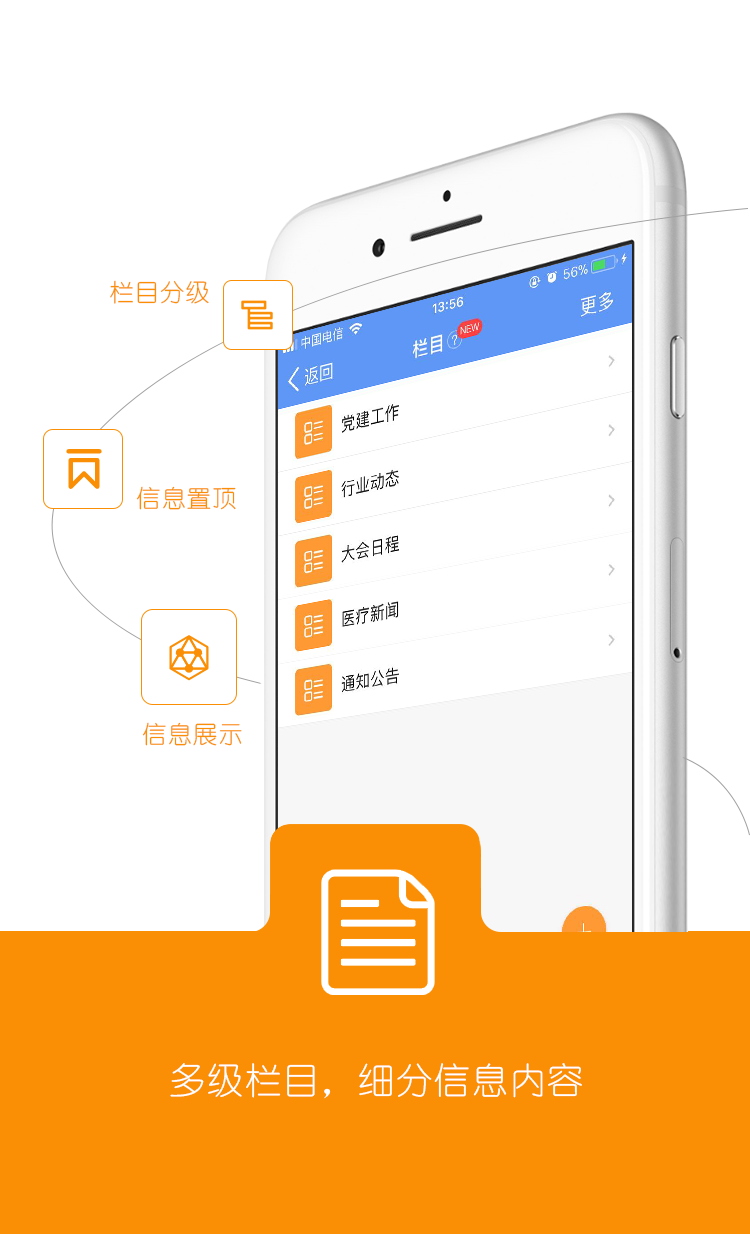 栏目分级
信息置顶
信息展示
中国电信
13:56
56%
返回
栏目
?
NEW
更多
党建工作
行业动态
大会日程
医疗新闻
通知公告
多级栏目，细分信息内容